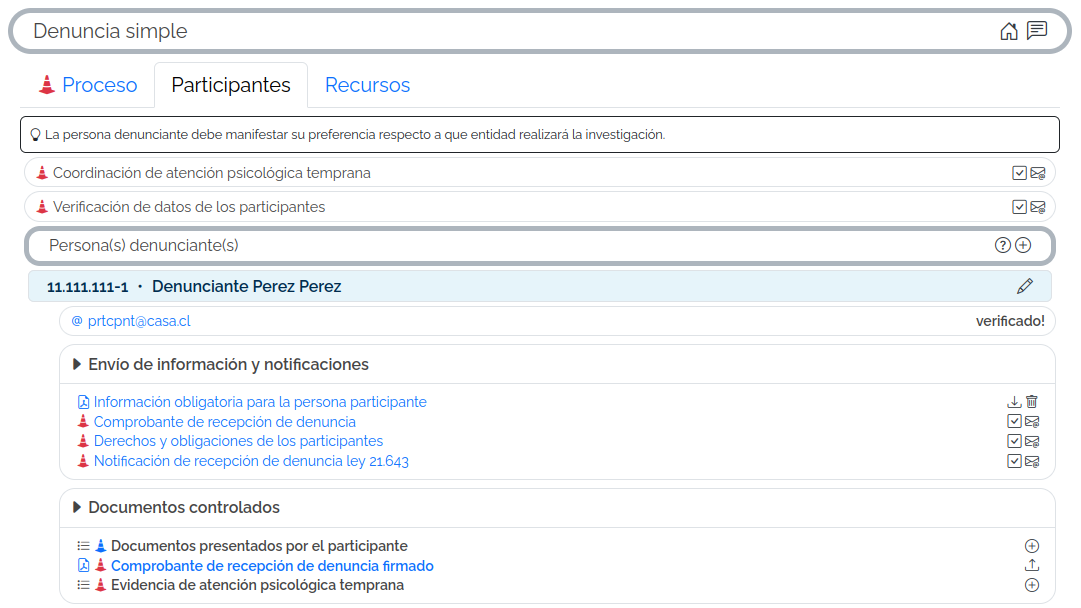 Denuncia simple
Proceso
Participantes
Recursos
La persona denunciante debe manifestar su preferencia respecto a que entidad realizará la investigación.
Coordinación de atención psicológica temprana
Verificación de datos de los participantes
Persona(s) denunciante(s)
11.111.111-1 · Denunciante Perez Perez
@ prtcpnt@casa.cl verificado!
Envío de información y notificaciones
Información obligatoria para la persona participante
Comprobante de recepción de denuncia
Derechos y obligaciones de los participantes
Notificación de recepción de denuncia ley 21.643
Documentos controlados
Documentos presentados por el participante
Comprobante de recepción de denuncia firmado
Evidencia de atención psicológica temprana